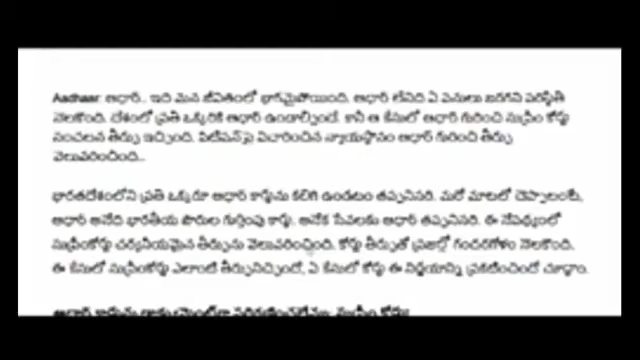 Aadhaar: ఆధార్.. ఇది మన జీవితంలో భాగమైపోయింది. ఆధార్ లేనిది ఏ పనులు జరగని పరిస్థితి
నెలకొంది. దేశంలో ప్రతి ఒక్కరికి ఆధార్ ఉండాల్సిందే. కానీ ఆ కేసులో ఆధార్ గురించి సుప్రీం కోర్టు
సంచలన తీర్పు ఇచ్చింది. పిటిషన్‌పై విచారించిన న్యాయస్థానం ఆధార్ గురించి తీర్పు
వెలువరించింది..
భారతదేశంలోని ప్రతి ఒక్కరూ ఆధార్ కార్డును కలిగి ఉండటం తప్పనిసరి. మరో మాటలో చెప్పాలంటే,
ఆధార్ అనేది భారతీయ పౌరుల గుర్తింపు కార్డు. అనేక సేవలకు ఆధార్ తప్పనిసరి. ఈ నేపథ్యంలో
సుప్రీంకోర్టు చర్చనీయమైన తీర్పును వెలువరించింది. కోర్టు తీర్పుతో ప్రజల్లో గందరగోళం నెలకొంది.
ఈ కేసులో సుప్రీంకోర్టు ఎలాంటి తీర్పునిచ్చిందో, ఏ కేసులో కోర్టు ఈ నిర్ణయాన్ని ప్రకటించిందో చూద్దాం.